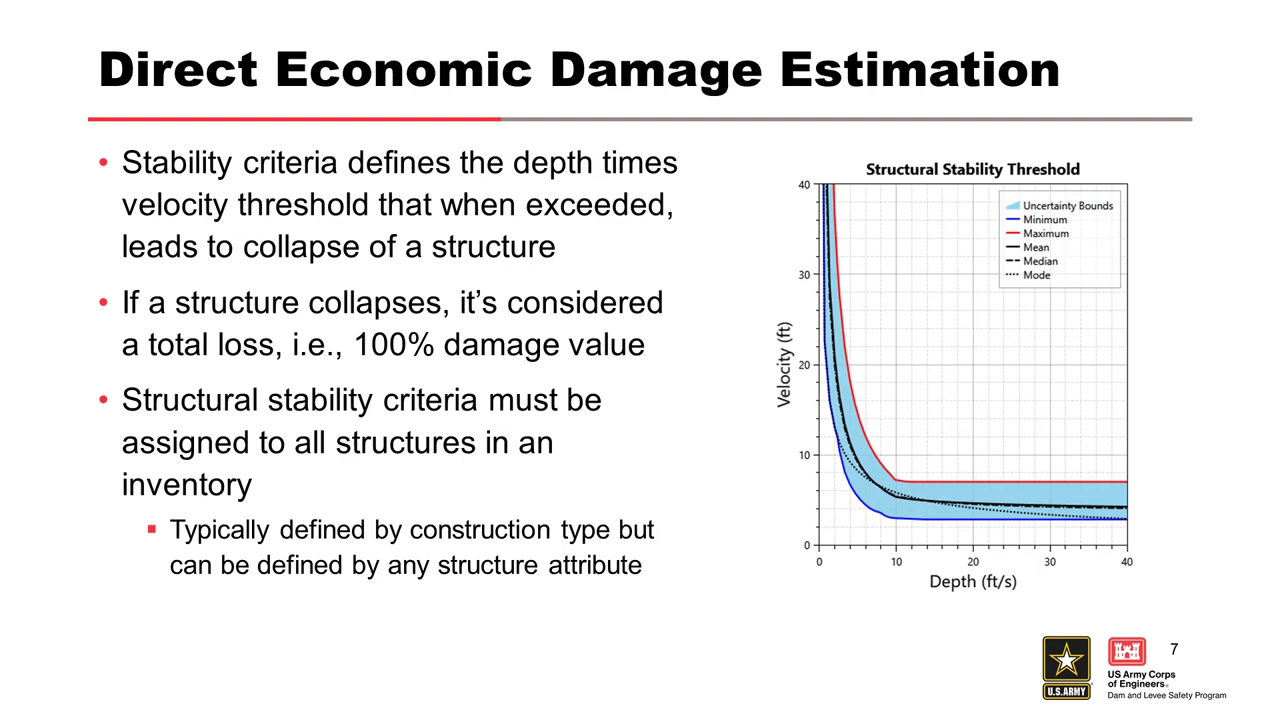 Direct Economic Damage Estimation
• Stability criteria defines the depth times
velocity threshold that when exceeded,
leads to collapse of a structure
• If a structure collapses, it’s considered
a total loss, i.e., 100% damage value
• Structural stability criteria must be
assigned to all structures in an
inventory
▪ Typically defined by construction type but
can be defined by any structure attribute
Structural Stability Threshold
Uncertainty Bounds
Minimum
Maximum
Mean
Median
Mode
Velocity (ft)
40
30
20
10
0
0 10 20 30 40
Depth (ft/s)
U.S.ARMY
US Army Corps
of Engineers®
Dam and Levee Safety Program
7